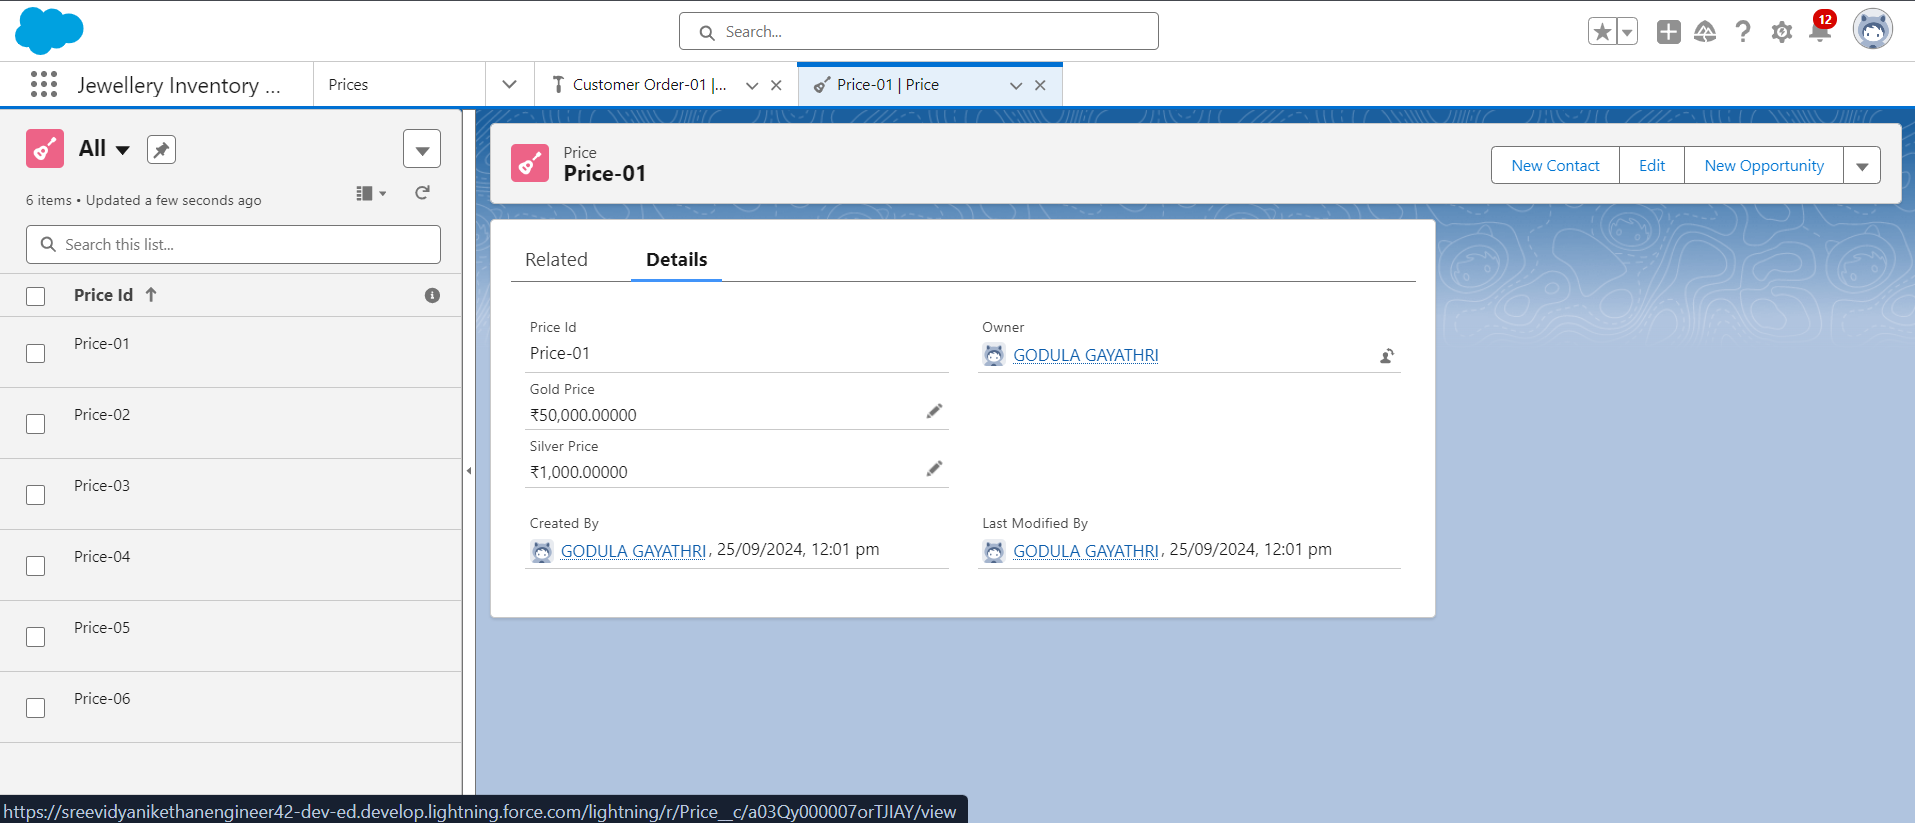 Search...
12
Jewellery Inventory ...
Prices
Customer Order-01 |...
Price-01 | Price
All
6 items • Updated a few seconds ago
Search this list...
Price Id
Price-01
Price-02
Price-03
Price-04
Price-05
Price-06
Price
Price-01
New Contact
Edit
New Opportunity
Related
Details
Price Id
Price-01
Owner
GODULA GAYATHRI
Gold Price
₹50,000.00000
Silver Price
₹1,000.00000
Created By
GODULA GAYATHRI, 25/09/2024, 12:01 pm
Last Modified By
GODULA GAYATHRI, 25/09/2024, 12:01 pm
https://sreevidyanikethanengineer42-dev-ed.develop.lightning.force.com/lightning/r/Price__c/a03Qy000007orTJIAY/view